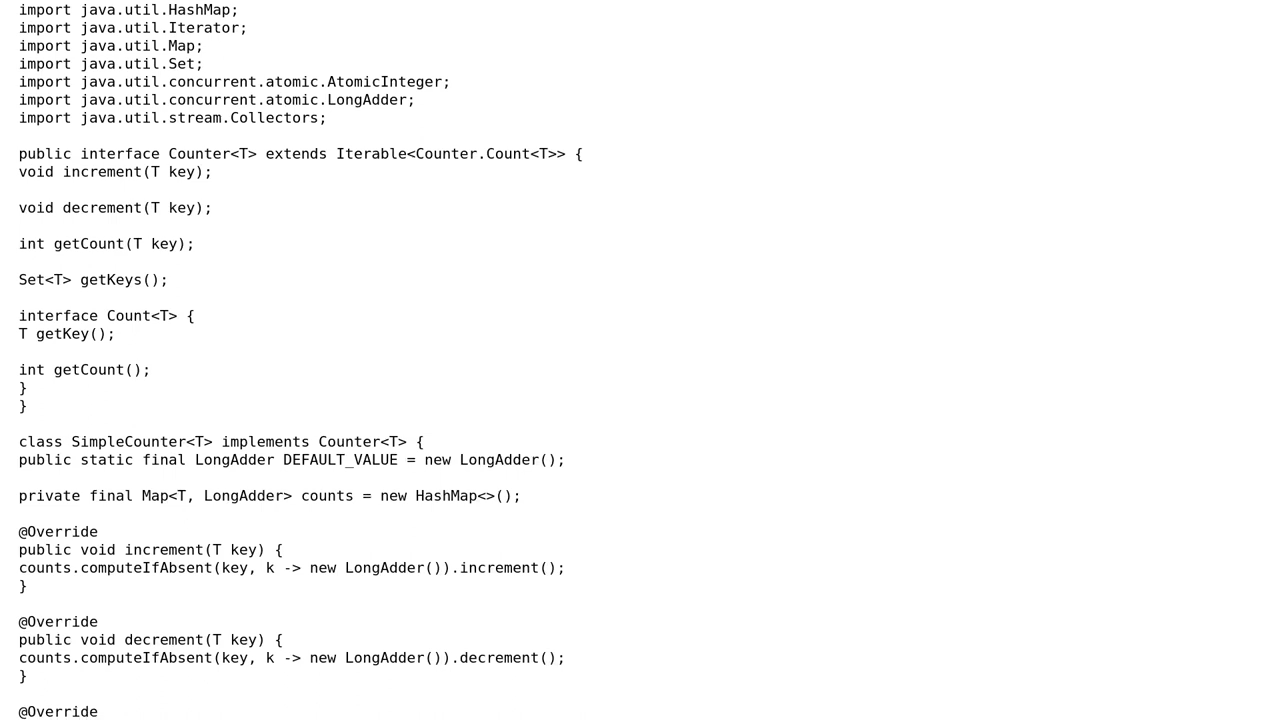 import java.util.HashMap;
import java.util.Iterator;
import java.util.Map;
import java.util.Set;
import java.util.concurrent.atomic.AtomicInteger;
import java.util.concurrent.atomic.LongAdder;
import java.util.stream.Collectors;
public interface Counter<T> extends Iterable<Counter.Count<T>> {
void increment(T key);
void decrement(T key);
int getCount(T key);
Set<T> getKeys();
interface Count<T> {
T getKey();
int getCount();
}
}
class SimpleCounter<T> implements Counter<T> {
public static final LongAdder DEFAULT_VALUE = new LongAdder();
private final Map<T, LongAdder> counts = new HashMap<>();
@Override
public void increment(T key) {
counts.computeIfAbsent(key, k -> new LongAdder()).increment();
}
@Override
public void decrement(T key) {
counts.computeIfAbsent(key, k -> new LongAdder()).decrement();
}
@Override